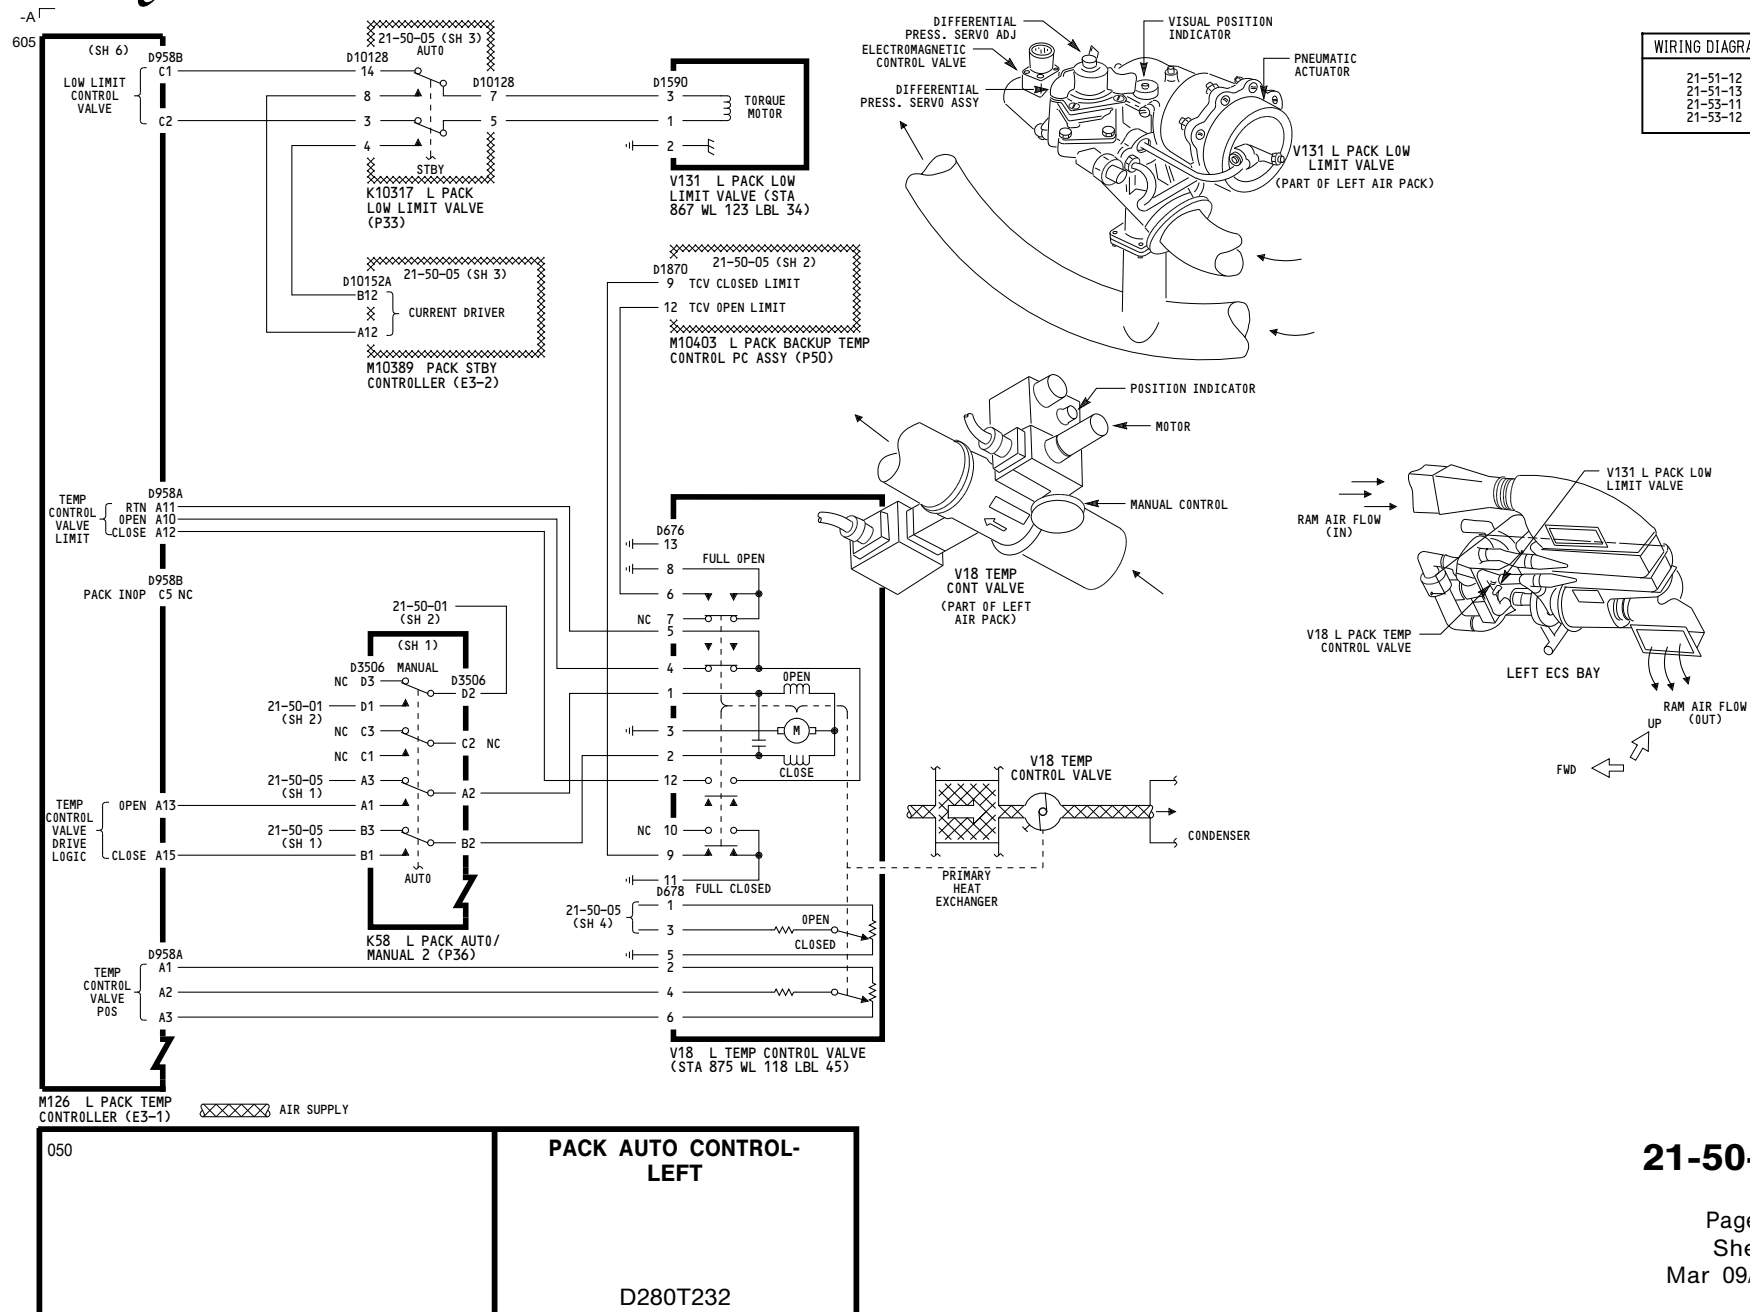 -A
605
(SH 6)
D958B
C1
LOW LIMIT
CONTROL
VALVE
C2
21-50-05 (SH 3)
AUTO
D10128
14
8
3
4
D10128
7
5
STBY
K10317 L PACK
LOW LIMIT VALVE
(P33)
D1590
3
1
2
TORQUE
MOTOR
V131 L PACK LOW
LIMIT VALVE (STA
867 WL 123 LBL 34)
21-50-05 (SH 3)
D10152A
B12
CURRENT DRIVER
A12
M10389 PACK STBY
CONTROLLER (E3-2)
21-50-05 (SH 2)
D1870
9 TCV CLOSED LIMIT
12 TCV OPEN LIMIT
M10403 L PACK BACKUP TEMP
CONTROL PC ASSY (P50)
DIFFERENTIAL
PRESS. SERVO ADJ
ELECTROMAGNETIC
CONTROL VALVE
DIFFERENTIAL
PRESS. SERVO ASSY
VISUAL POSITION
INDICATOR
PNEUMATIC
ACTUATOR
V131 L PACK LOW
LIMIT VALVE
(PART OF LEFT AIR PACK)
WIRING DIAGRA
21-51-12
21-51-13
21-53-11
21-53-12
POSITION INDICATOR
MOTOR
MANUAL CONTROL
V18 TEMP
CONT VALVE
(PART OF LEFT
AIR PACK)
V131 L PACK LOW
LIMIT VALVE
RAM AIR FLOW
(IN)
V18 L PACK TEMP
CONTROL VALVE
LEFT ECS BAY
RAM AIR FLOW
(OUT)
UP
FWD
D958A
TEMP
CONTROL
VALVE
LIMIT
RTN A11
OPEN A10
CLOSE A12
D958B
PACK INOP C5 NC
21-50-01
(SH 2)
(SH 1)
D3506 MANUAL
NC D3
D3506
D2
21-50-01
(SH 2)
D1
NC C3
C2 NC
NC C1
21-50-05
(SH 1)
A3
A2
A1
21-50-05
(SH 1)
B3
B2
B1
AUTO
K58 L PACK AUTO/
MANUAL 2 (P36)
TEMP
CONTROL
VALVE
DRIVE
LOGIC
OPEN A13
CLOSE A15
D958A
TEMP
CONTROL
VALVE
POS
A1
A2
A3
D676
13
8
FULL OPEN
6
NC 7
5
4
1
OPEN
3
M
2
CLOSE
12
NC 10
9
11
FULL CLOSED
D678
1
21-50-05
(SH 4)
3
OPEN
CLOSED
5
2
4
6
V18 L TEMP CONTROL VALVE
(STA 875 WL 118 LBL 45)
V18 TEMP
CONTROL VALVE
CONDENSER
PRIMARY
HEAT
EXCHANGER
M126 L PACK TEMP
CONTROLLER (E3-1)
AIR SUPPLY
050
PACK AUTO CONTROL-
LEFT
D280T232
21-50-
Page
She
Mar 09